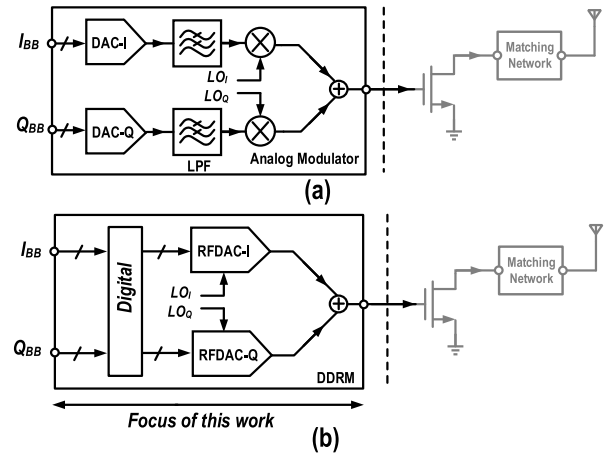 I_BB
DAC-I
LO_I
LO_Q
Q_BB
DAC-Q
LPF
Analog Modulator
Matching
Network
(a)
I_BB
Digital
RFDAC-I
LO_I
LO_Q
Q_BB
RFDAC-Q
DDRM
Matching
Network
Focus of this work
(b)